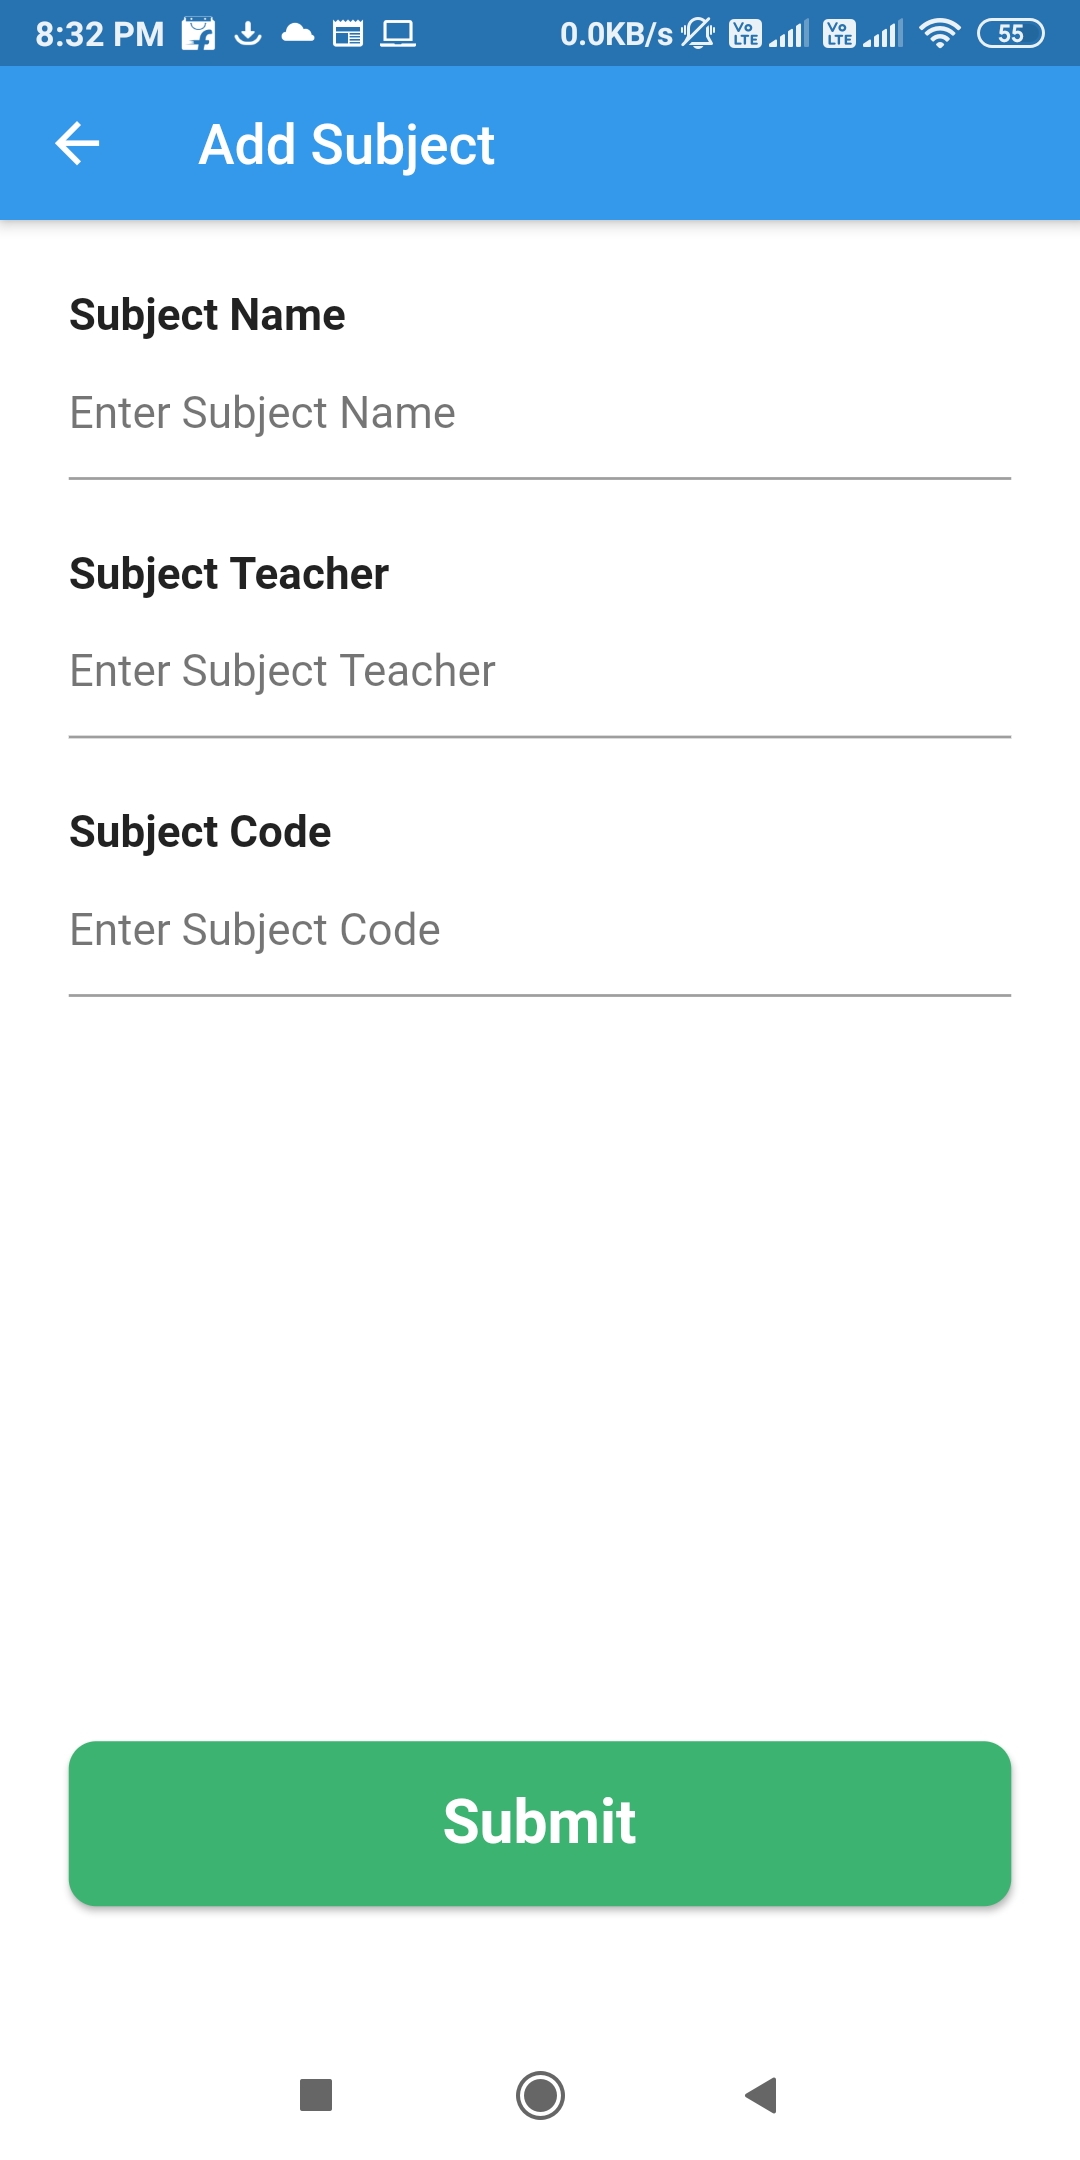 8:32 PM 0.0KB/s Vo LTE Vo LTE 55
Add Subject
Subject Name
Enter Subject Name
Subject Teacher
Enter Subject Teacher
Subject Code
Enter Subject Code
Submit